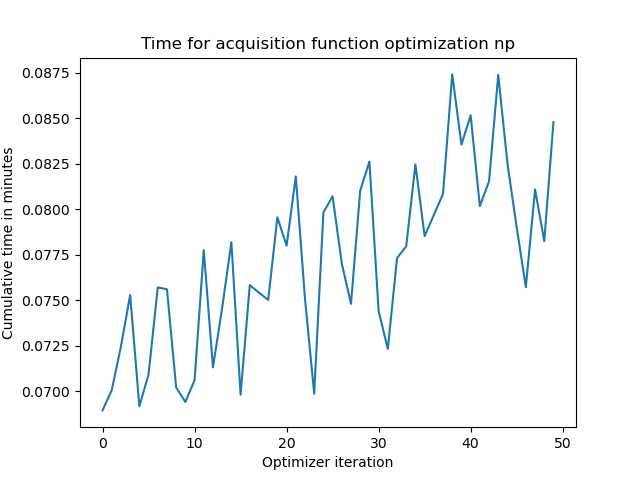 Time for acquisition function optimization np
Cumulative time in minutes
0.0875
0.0850
0.0825
0.0800
0.0775
0.0750
0.0725
0.0700
0 10 20 30 40 50
Optimizer iteration